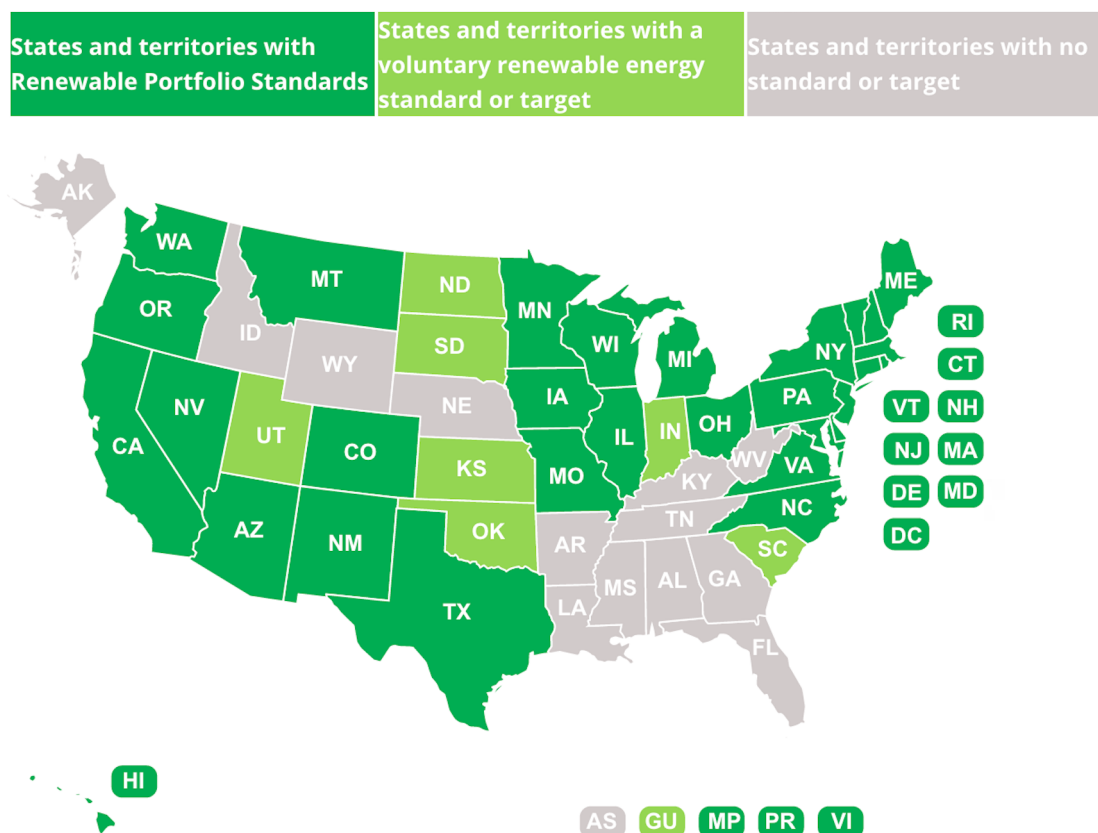 States and territories with
Renewable Portfolio Standards
States and territories with a
voluntary renewable energy
standard or target
States and territories with no
standard or target
AK
WA
MT
ND
MN
ME
OR
ID
SD
WI
MI
NY
RI
WY
CT
NV
NE
IA
PA
VT
NH
CA
UT
CO
KS
MO
IL
IN
OH
WV
VA
NJ
MA
KY
DE
MD
AZ
NM
OK
AR
TN
NC
DC
SC
TX
LA
MS
AL
GA
FL
HI
AS
GU
MP
PR
VI